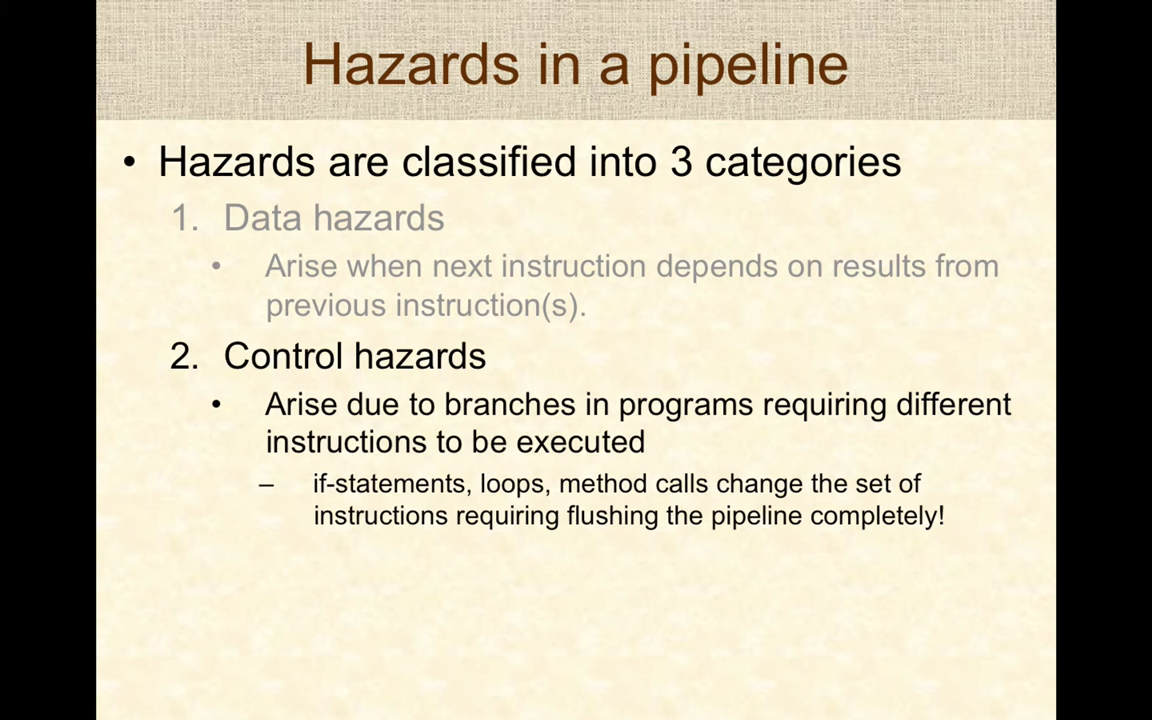 Hazards in a pipeline
• Hazards are classified into 3 categories
1. Data hazards
• Arise when next instruction depends on results from
previous instruction(s).
2. Control hazards
• Arise due to branches in programs requiring different
instructions to be executed
– if-statements, loops, method calls change the set of
instructions requiring flushing the pipeline completely!